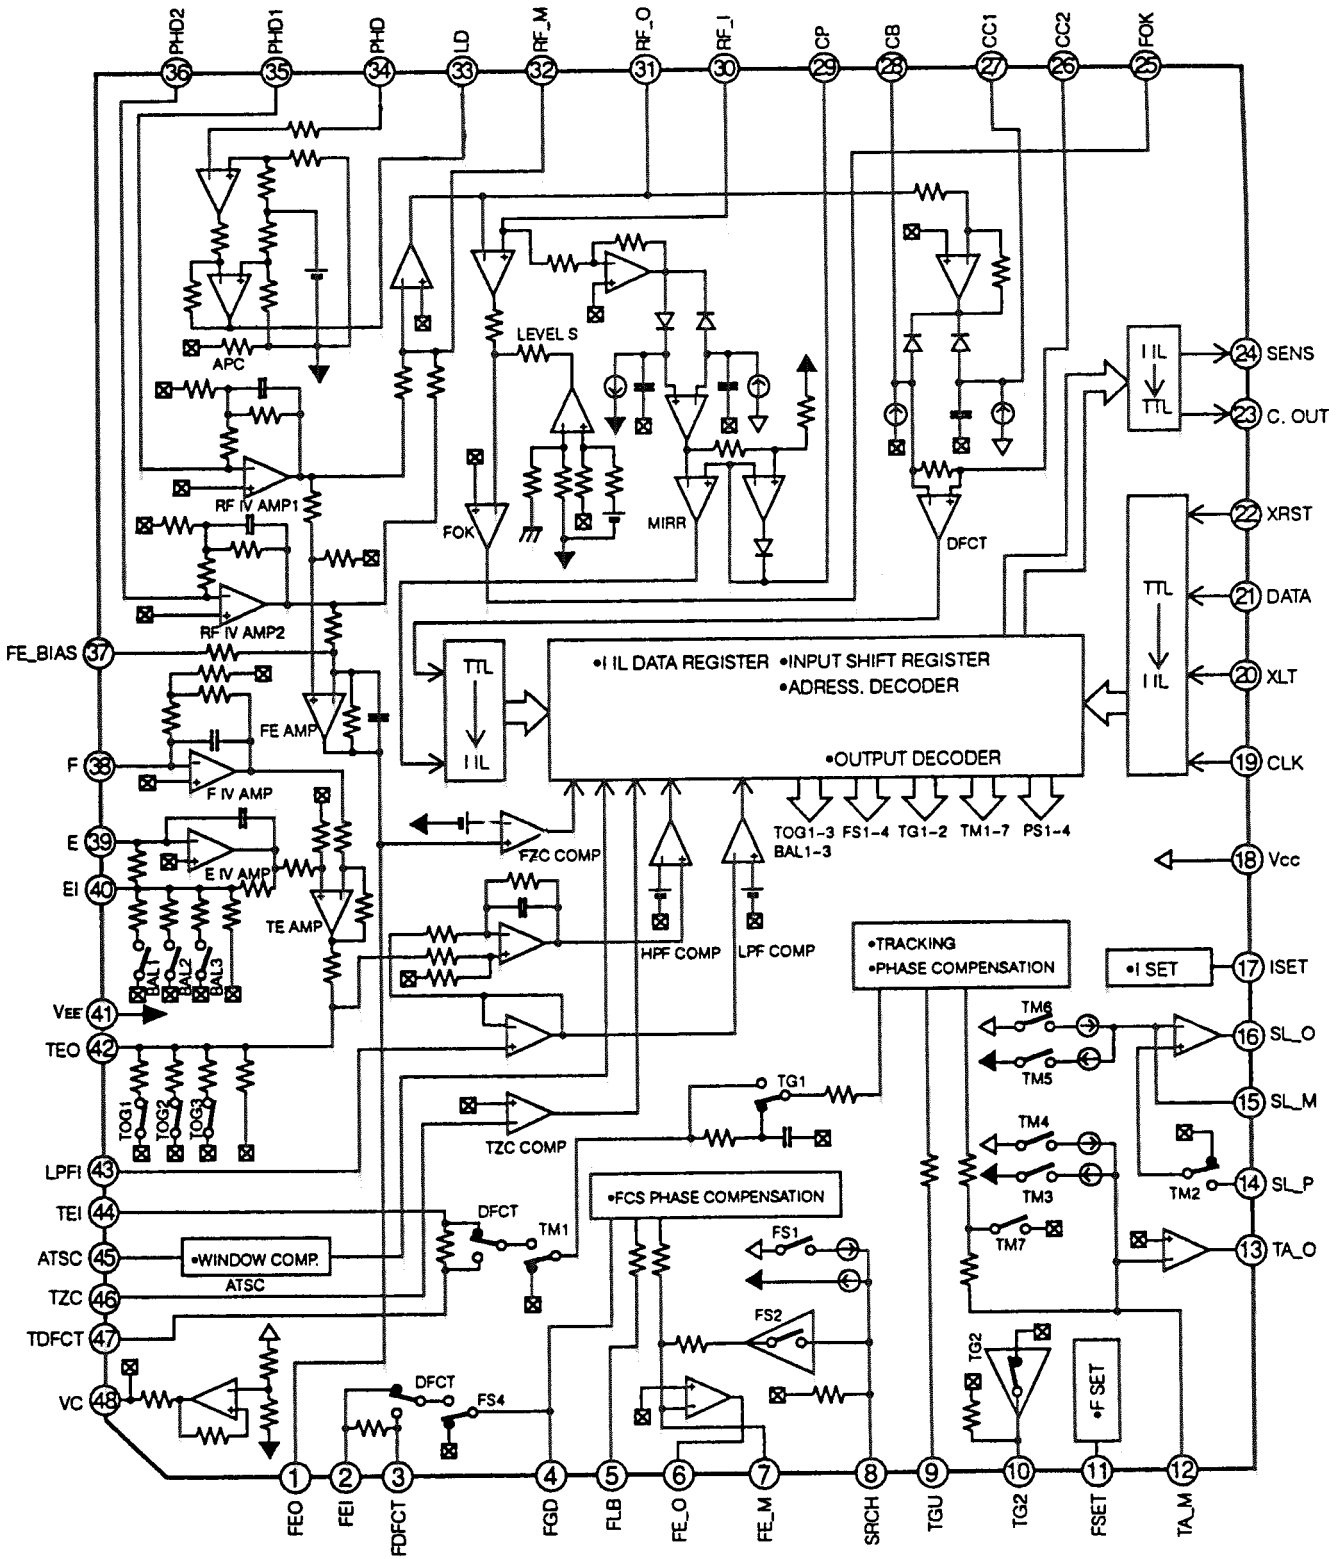 PHD2
PHD1
PHD
LD
RF_M
RF_O
RF_I
CP
CB
CC1
CC2
FOK
36
35
34
33
32
31
30
29
28
27
26
25
APC
LEVEL S
RF IV AMP1
FOK
MIRR
DFCT
RF IV AMP2
I IL
TTL
24 SENS
23 C. OUT
TTL
I IL
22 XRST
21 DATA
20 XLT
19 CLK
FE_BIAS 37
TTL
I IL
•I IL DATA REGISTER •INPUT SHIFT REGISTER
•ADRESS. DECODER
•OUTPUT DECODER
FE AMP
F 38
F IV AMP
TOG1-3
BAL1-3
FS1-4
TG1-2
TM1-7
PS1-4
FZC COMP
E 39
E IV AMP
EI 40
TE AMP
HPF COMP
LPF COMP
18 Vcc
BAL1
BAL2
BAL3
•TRACKING
•PHASE COMPENSATION
•I SET
17 ISET
VEE 41
TEO 42
TM6
TM5
16 SL_O
15 SL_M
TOG1
TOG2
TOG3
TZC COMP
TG1
TM4
TM3
TM2
14 SL_P
LPFI 43
•FCS PHASE COMPENSATION
TEI 44
DFCT
TM1
FS1
TM7
13 TA_O
ATSC 45
•WINDOW COMP.
ATSC
TZC 46
FS2
TDFCT 47
TG2
•F SET
VC 48
DFCT
FS4
1
2
3
4
5
6
7
8
9
10
11
12
FEO
FEI
FDFCT
FGD
FLB
FE_O
FE_M
SRCH
TGU
TG2
FSET
TA_M